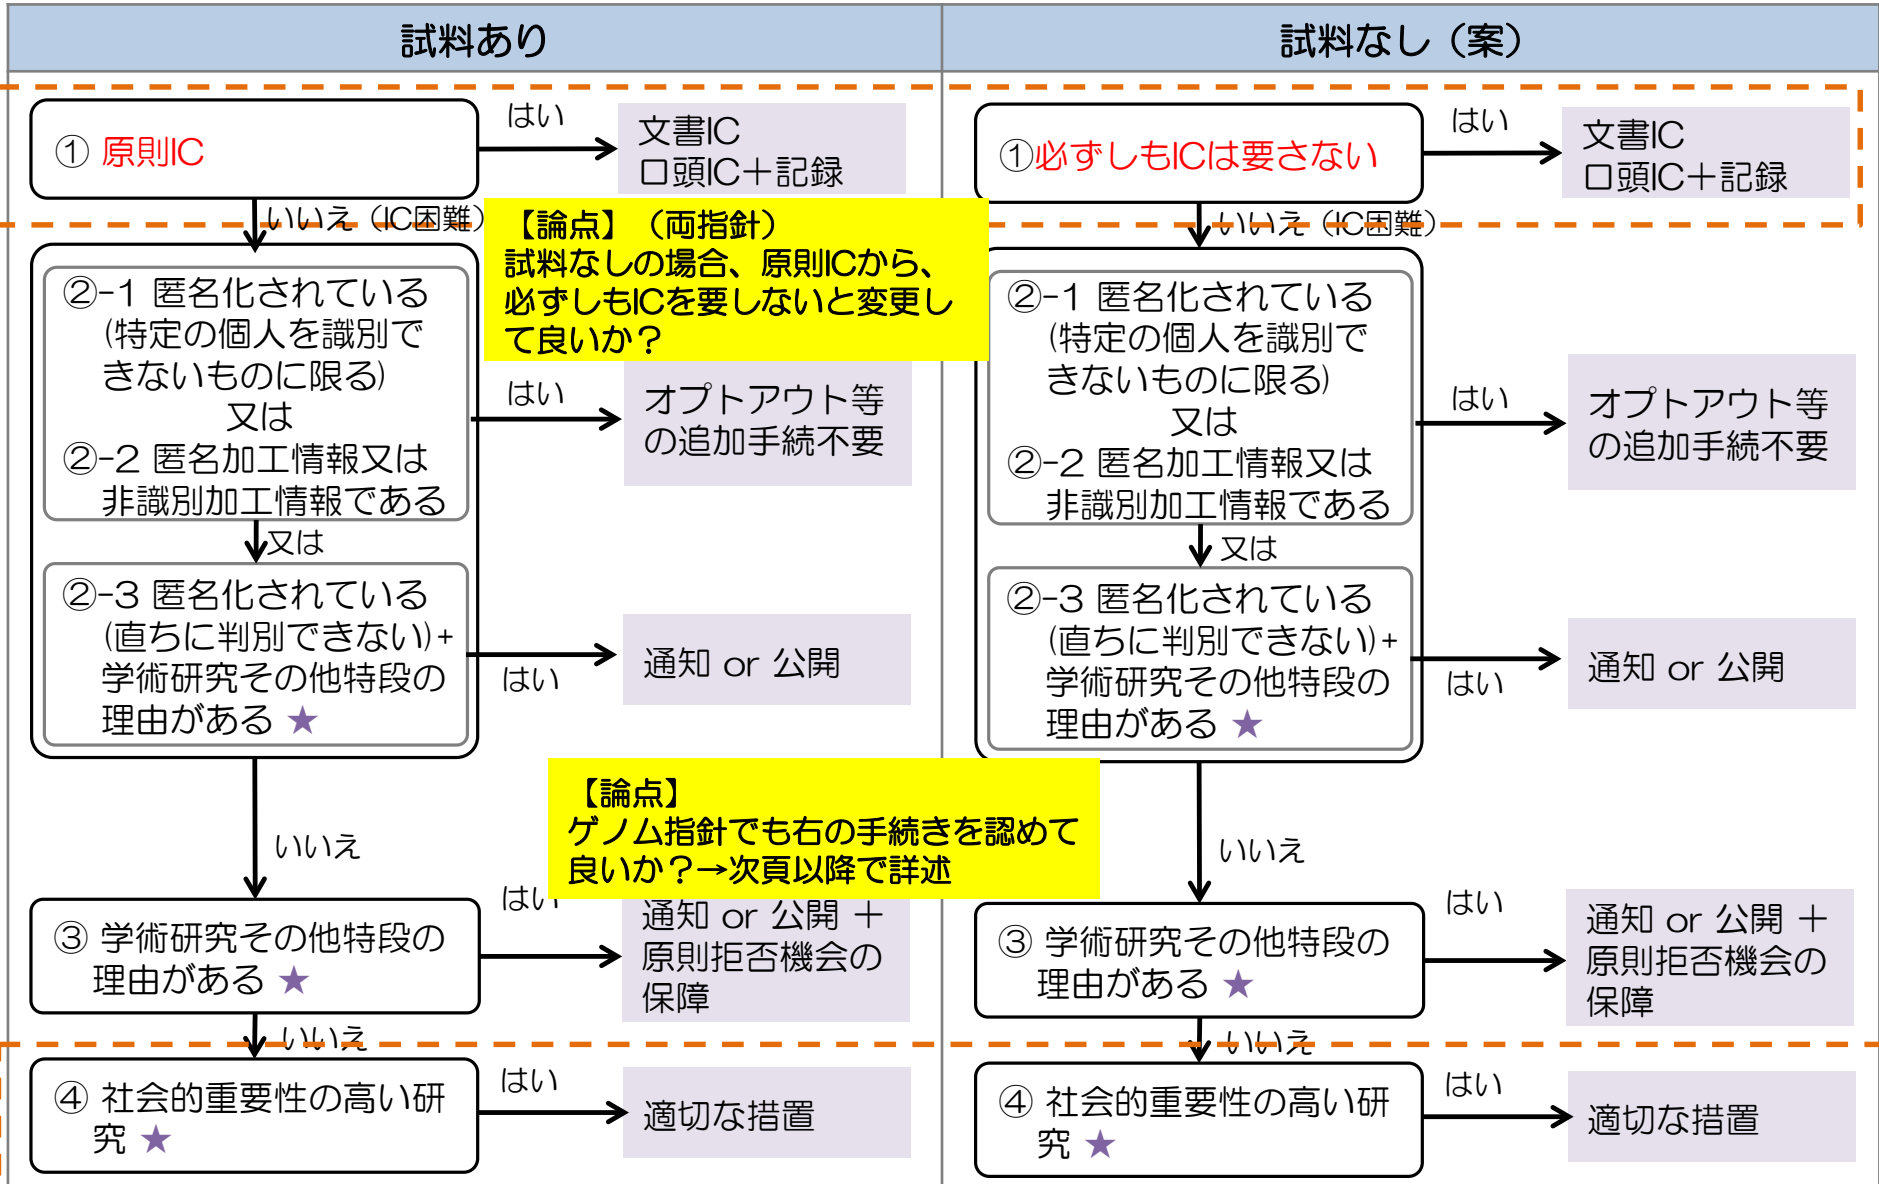 試料あり
① 原則IC
はい
文書IC
口頭IC＋記録
いいえ（IC困難）
【論点】（両指針）
試料なしの場合、原則ICから、
必ずしもICを要しないと変更し
て良いか？
②-1 匿名化されている
(特定の個人を識別で
きないものに限る)
又は
②-2 匿名加工情報又は
非識別加工情報である
はい
オプトアウト等
の追加手続不要
又は
②-3 匿名化されている
(直ちに判別できない)+
学術研究その他特段の
理由がある ★
はい
通知 or 公開
いいえ
【論点】
ゲノム指針でも右の手続きを認めて
良いか？→次頁以降で詳述
③ 学術研究その他特段の
理由がある ★
はい
通知 or 公開 ＋
原則拒否機会の
保障
いいえ
④ 社会的重要性の高い研
究 ★
はい
適切な措置
試料なし（案）
①必ずしもICは要さない
はい
文書IC
口頭IC＋記録
いいえ（IC困難）
②-1 匿名化されている
(特定の個人を識別で
きないものに限る)
又は
②-2 匿名加工情報又は
非識別加工情報である
はい
オプトアウト等
の追加手続不要
又は
②-3 匿名化されている
(直ちに判別できない)+
学術研究その他特段の
理由がある ★
はい
通知 or 公開
いいえ
③ 学術研究その他特段の
理由がある ★
はい
通知 or 公開 ＋
原則拒否機会の
保障
いいえ
④ 社会的重要性の高い研
究 ★
はい
適切な措置